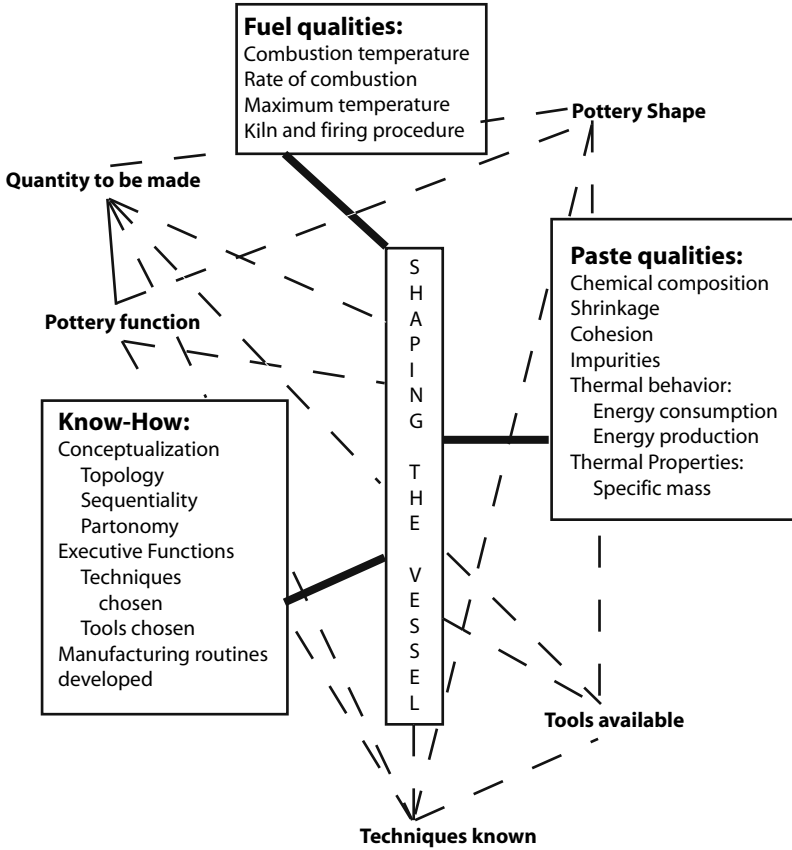 Fuel qualities:
Combustion temperature
Rate of combustion
Maximum temperature
Kiln and firing procedure
Pottery Shape
Quantity to be made
Pottery function
SHAPING THE VESSEL
Paste qualities:
Chemical composition
Shrinkage
Cohesion
Impurities
Thermal behavior:
Energy consumption
Energy production
Thermal Properties:
Specific mass
Know-How:
Conceptualization
Topology
Sequentiality
Partonomy
Executive Functions
Techniques
chosen
Tools chosen
Manufacturing routines
developed
Tools available
Techniques known